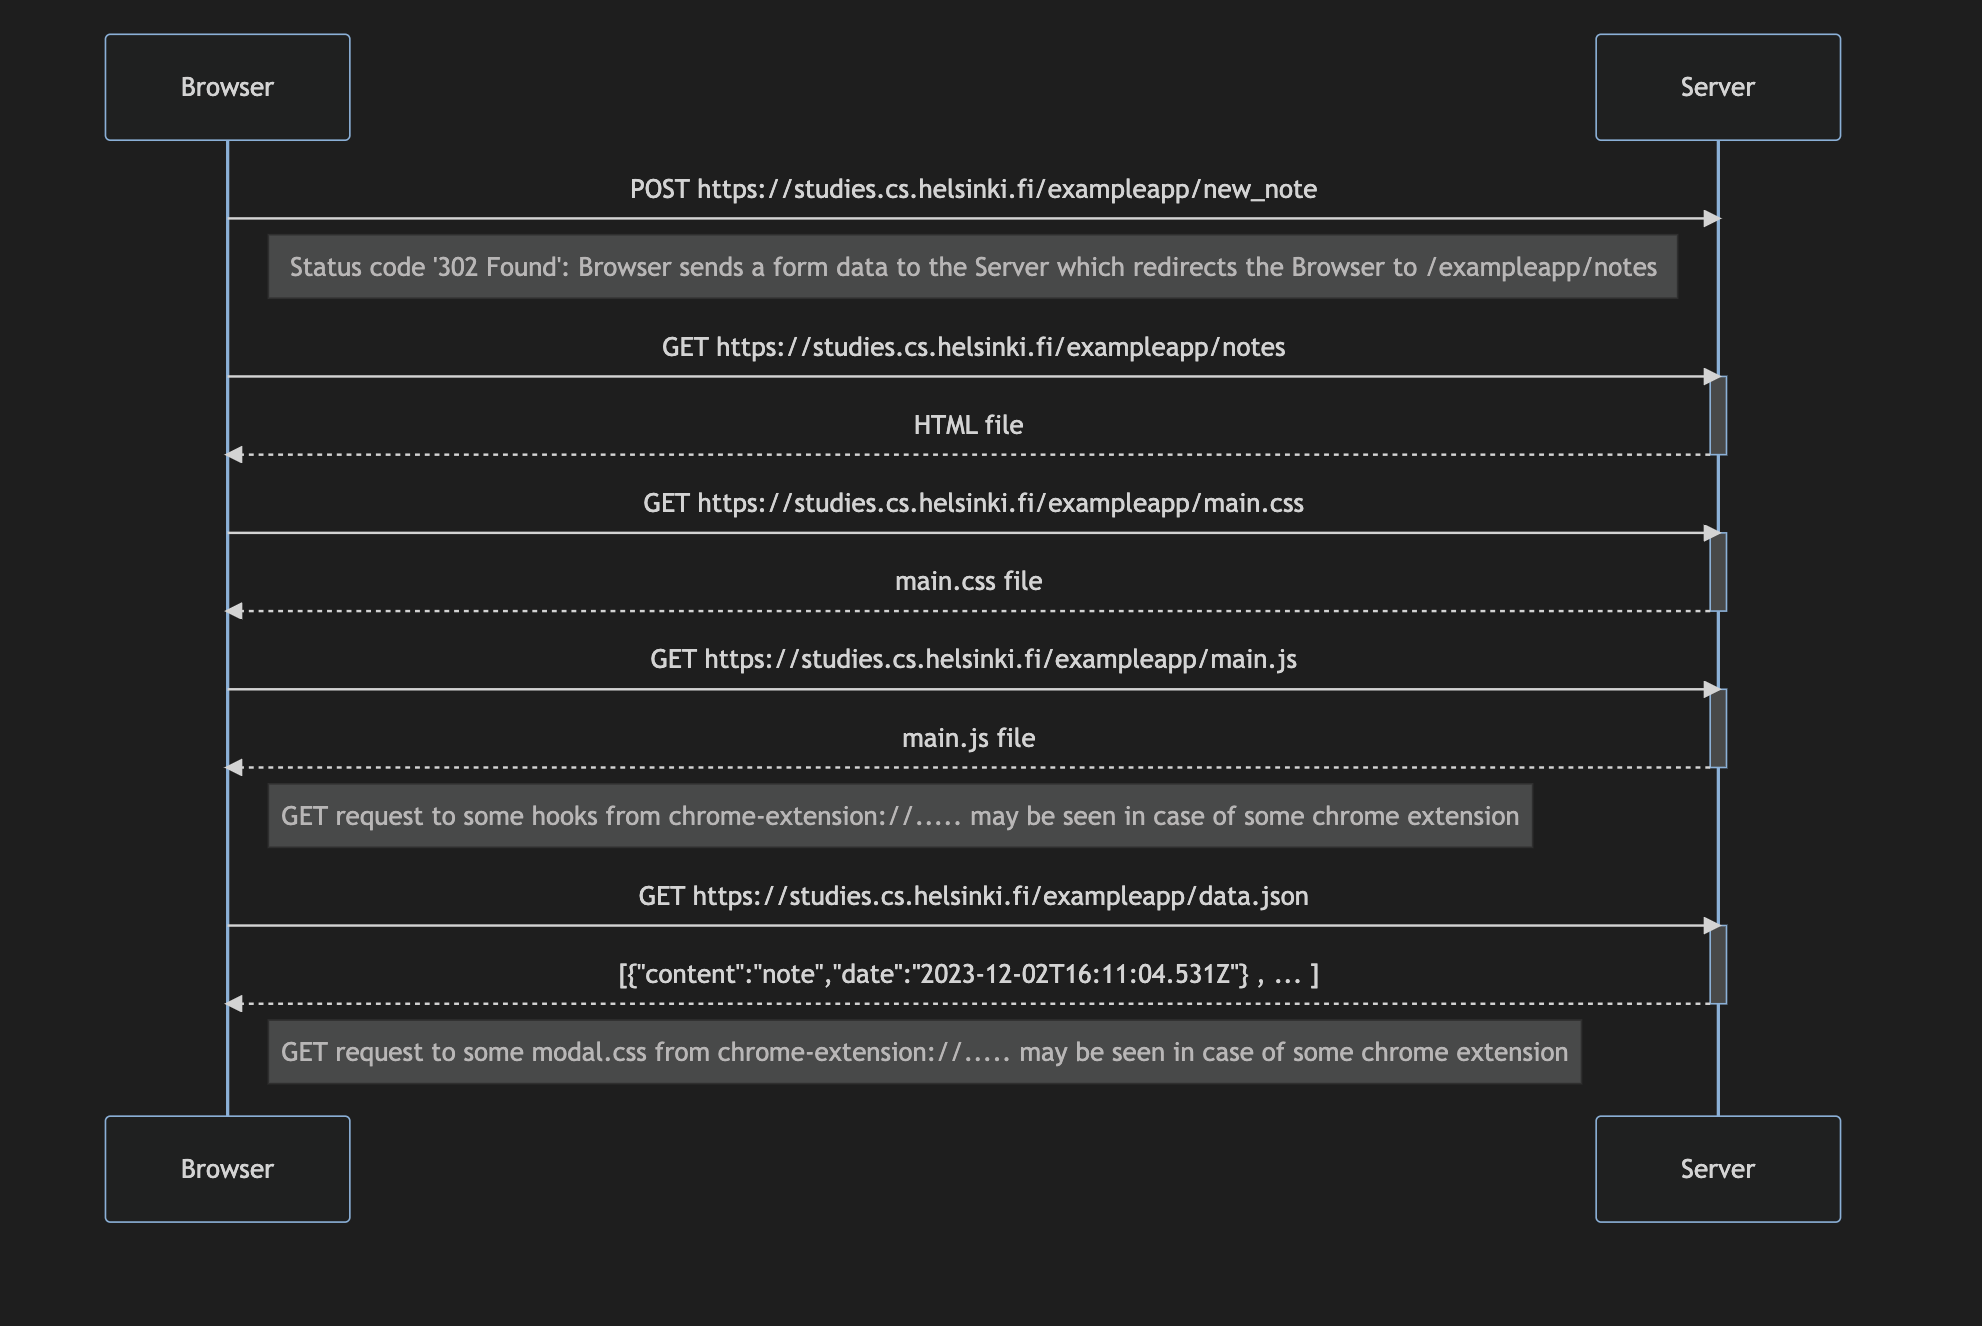 Browser
Server
POST https://studies.cs.helsinki.fi/exampleapp/new_note
Status code '302 Found': Browser sends a form data to the Server which redirects the Browser to /exampleapp/notes
GET https://studies.cs.helsinki.fi/exampleapp/notes
HTML file
GET https://studies.cs.helsinki.fi/exampleapp/main.css
main.css file
GET https://studies.cs.helsinki.fi/exampleapp/main.js
main.js file
GET request to some hooks from chrome-extension://..... may be seen in case of some chrome extension
GET https://studies.cs.helsinki.fi/exampleapp/data.json
[{"content":"note","date":"2023-12-02T16:11:04.531Z"} , ... ]
GET request to some modal.css from chrome-extension://..... may be seen in case of some chrome extension
Browser
Server